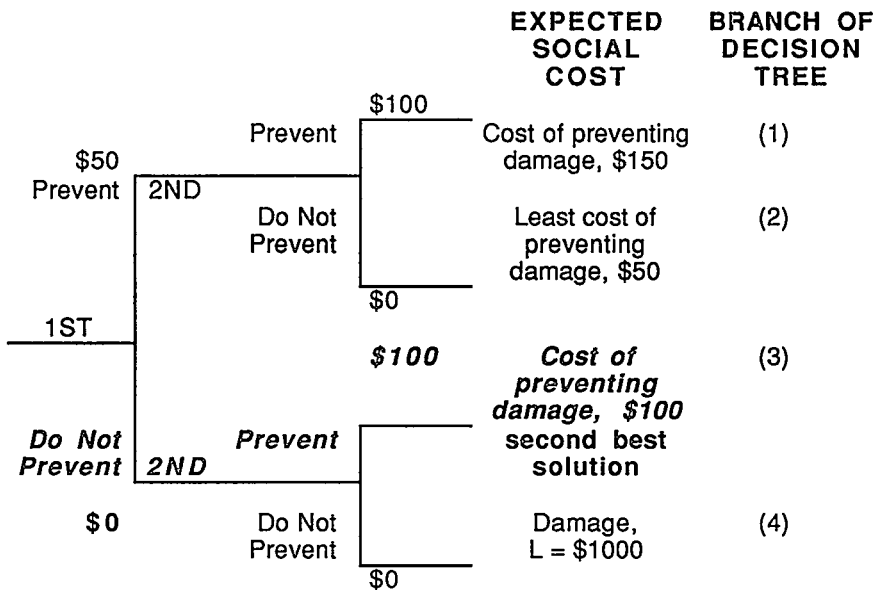 EXPECTED SOCIAL COST
BRANCH OF DECISION TREE
$100
Prevent
Cost of preventing
damage, $150
(1)
$50
Prevent
2ND
Do Not
Prevent
Least cost of
preventing
damage, $50
(2)
$0
1ST
$100
Cost of
preventing
damage, $100
second best
solution
(3)
Do Not
Prevent
2ND
Prevent
$0
Do Not
Prevent
Damage,
L = $1000
(4)
$0